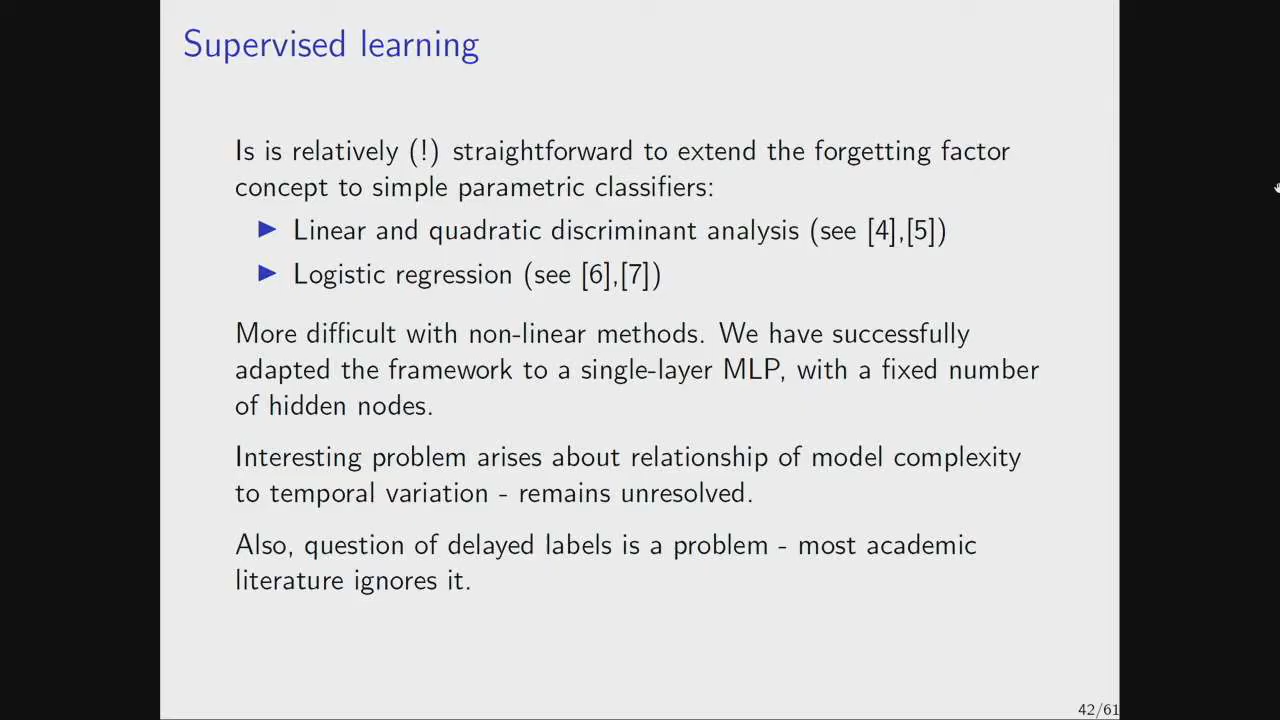 Supervised learning
Is is relatively (!) straightforward to extend the forgetting factor
concept to simple parametric classifiers:
▶ Linear and quadratic discriminant analysis (see [4],[5])
▶ Logistic regression (see [6],[7])
More difficult with non-linear methods. We have successfully
adapted the framework to a single-layer MLP, with a fixed number
of hidden nodes.
Interesting problem arises about relationship of model complexity
to temporal variation - remains unresolved.
Also, question of delayed labels is a problem - most academic
literature ignores it.
42/61